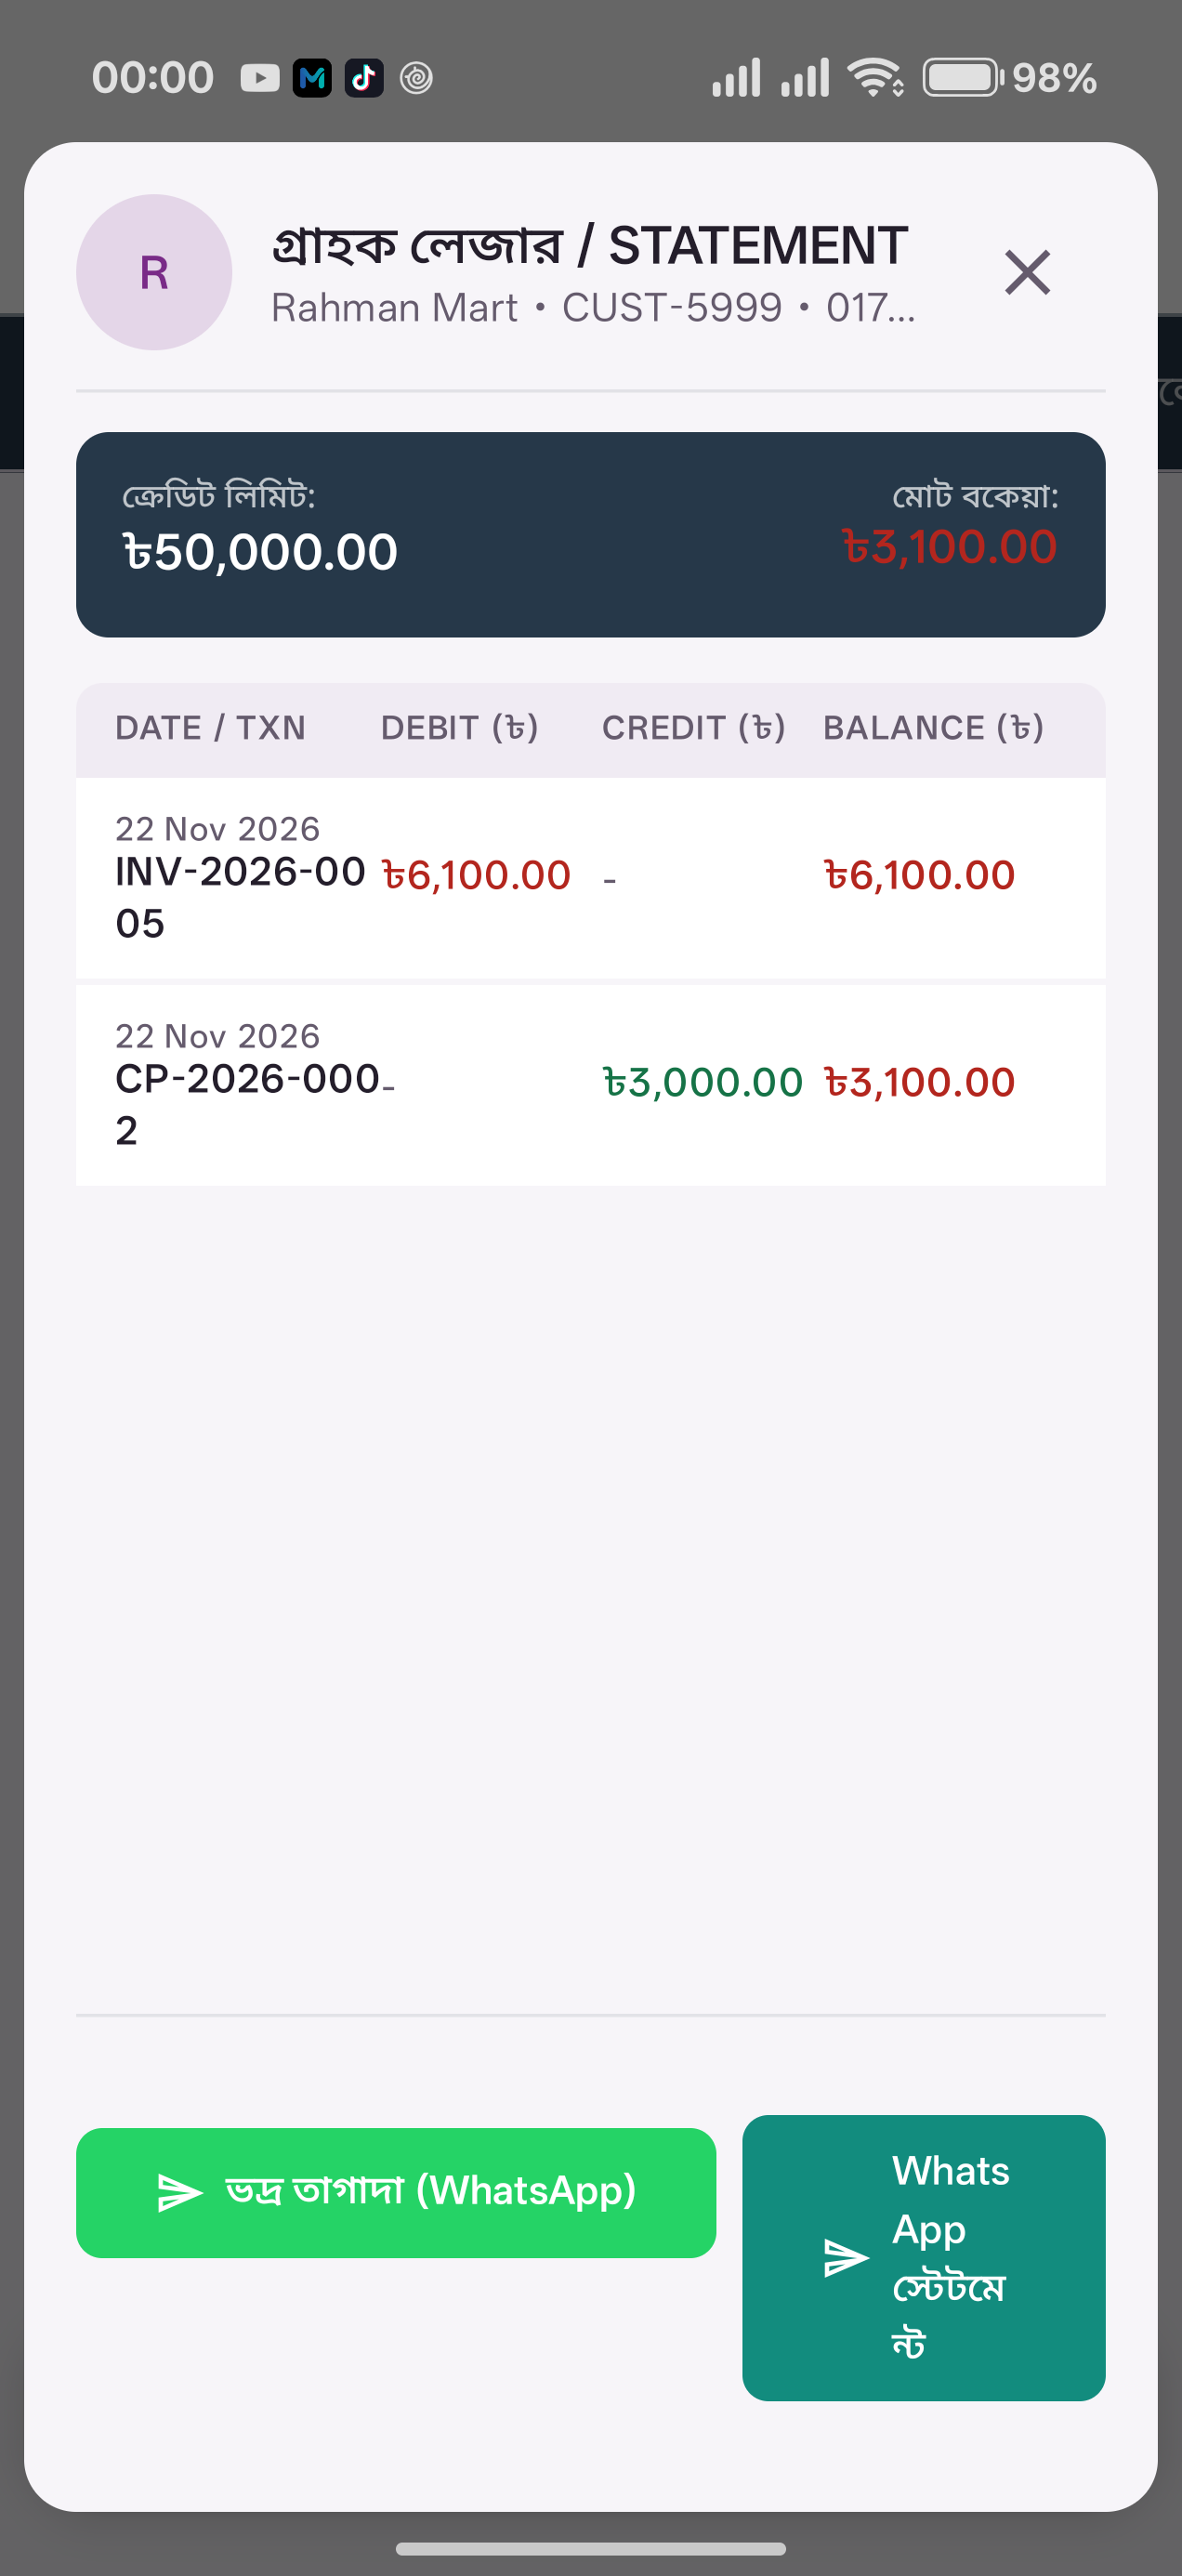 00:00
98%
R
গ্রাহক লেজার / STATEMENT
Rahman Mart • CUST-5999 • 017...
ক্রেডিট লিমিট:
মোট বকেয়া:
৳50,000.00
৳3,100.00
DATE / TXN DEBIT (৳) CREDIT (৳) BALANCE (৳)
22 Nov 2026
INV-2026-00
05
৳6,100.00 - ৳6,100.00
22 Nov 2026
CP-2026-000
2
- ৳3,000.00 ৳3,100.00
ভদ্র তাগাদা (WhatsApp)
Whats
App
স্টেটমে
ন্ট